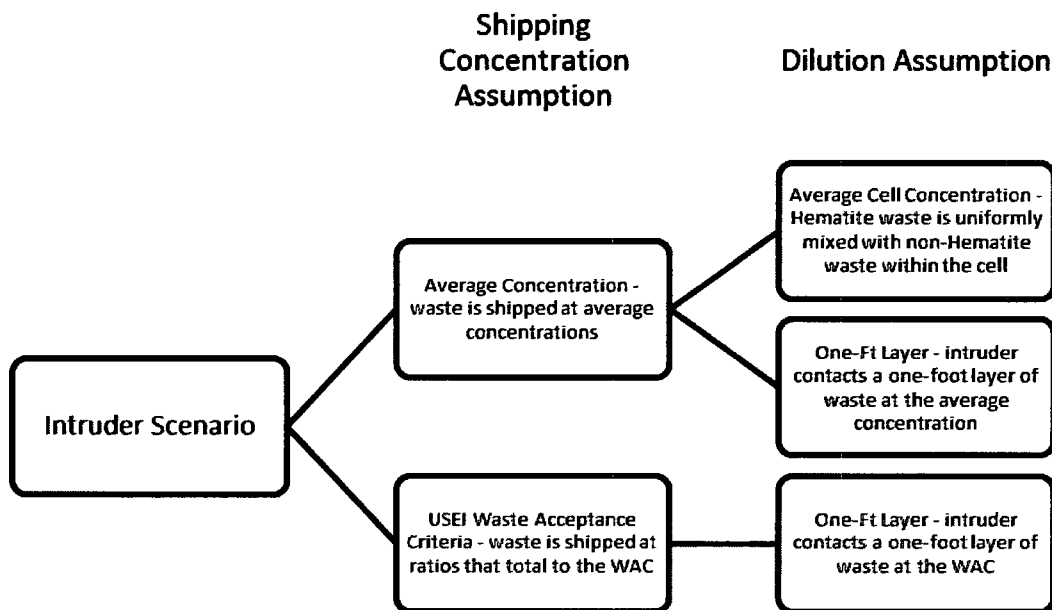 Shipping
Concentration
Assumption
Dilution Assumption
Average Cell Concentration -
Hematite waste is uniformly
mixed with non-Hematite
waste within the cell
Average Concentration -
waste is shipped at average
concentrations
One-Ft Layer - intruder
contacts a one-foot layer of
waste at the average
concentration
Intruder Scenario
USEI Waste Acceptance
Criteria - waste is shipped at
ratios that total to the WAC
One-Ft Layer - intruder
contacts a one-foot layer of
waste at the WAC